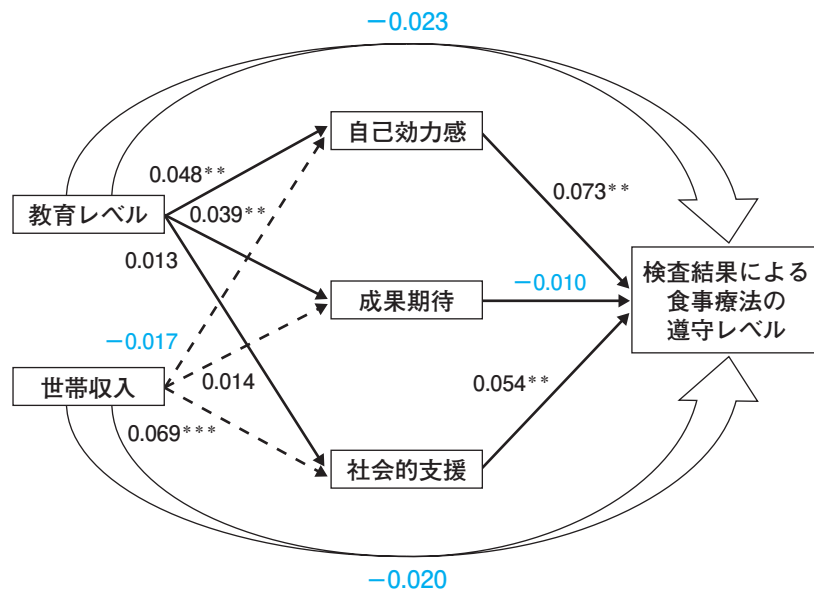 −0.023
自己効力感
0.048**
0.073**
教育レベル
0.039**
0.013
検査結果による
食事療法の
遵守レベル
成果期待
−0.010
−0.017
世帯収入
0.014
0.054**
0.069***
社会的支援
−0.020